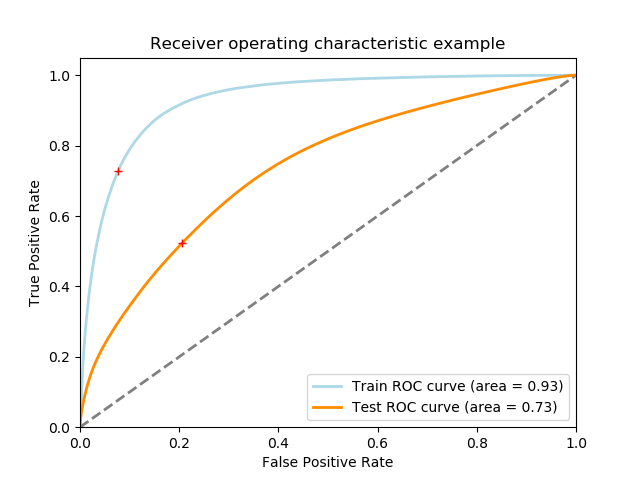 Receiver operating characteristic example
True Positive Rate
1.0
0.8
0.6
0.4
0.2
0.0
0.0 0.2 0.4 0.6 0.8 1.0
False Positive Rate
Train ROC curve (area = 0.93)
Test ROC curve (area = 0.73)